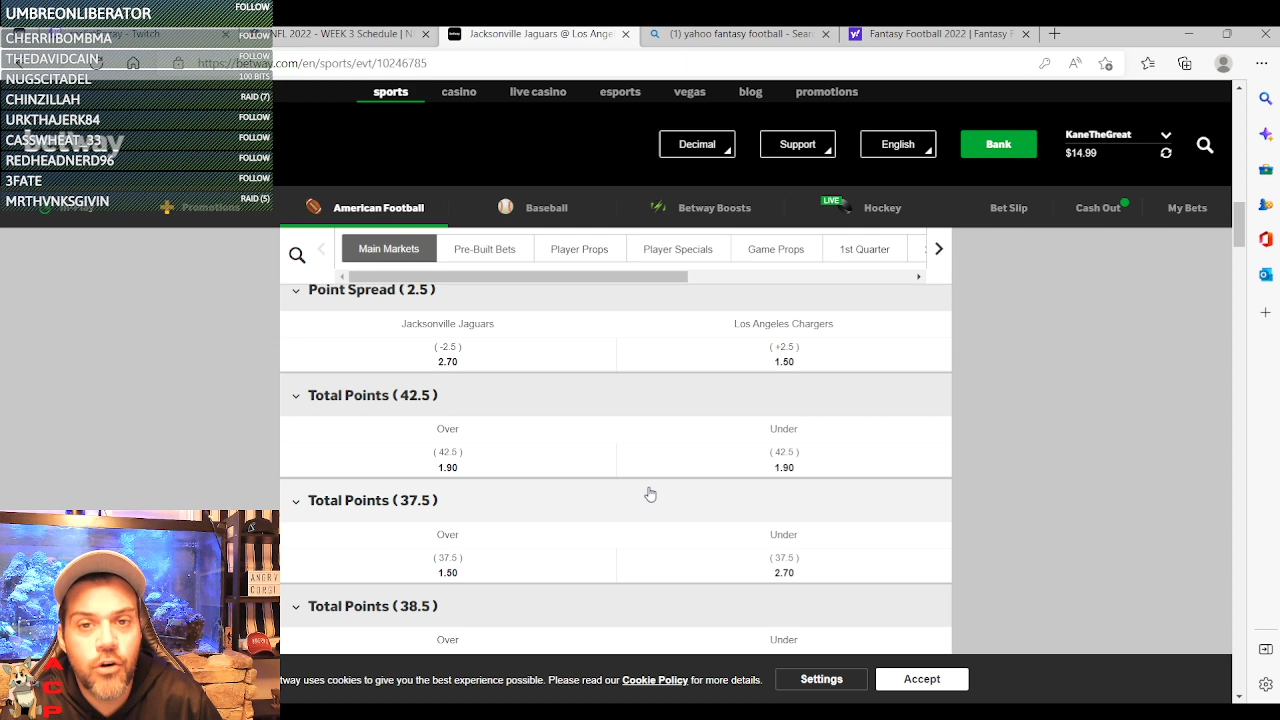 UMBREONLIBERATOR FOLLOW
CHERRIIBOMBMA FOLLOW
THEDAVIDCAIN FOLLOW
NUGSCITADEL 100 BITS
CHINZILLAH RAID (7)
URKTHAJERK84 FOLLOW
CASSWHEAT_33 FOLLOW
REDHEADNERD96 FOLLOW
3FATE FOLLOW
MRTHVNKSGIVIN RAID (5)
Twitch
NFL 2022 - WEEK 3 Schedule | N
Jacksonville Jaguars @ Los Ange
(1) yahoo fantasy football - Sear
Fantasy Football 2022 | Fantasy F
https://betway.com/en/sports/evt/10246785
sports casino live casino esports vegas blog promotions
betway
Decimal Support English Bank KaneTheGreat
$14.99
Promotions American Football Baseball Betway Boosts LIVE Hockey Bet Slip Cash Out My Bets
Main Markets Pre-Built Bets Player Props Player Specials Game Props 1st Quarter
Point Spread ( 2.5 )
Jacksonville Jaguars Los Angeles Chargers
( -2.5 ) ( +2.5 )
2.70 1.50
Total Points ( 42.5 )
Over Under
( 42.5 ) ( 42.5 )
1.90 1.90
Total Points ( 37.5 )
Over Under
( 37.5 ) ( 37.5 )
1.50 2.70
Total Points ( 38.5 )
Over Under
tway uses cookies to give you the best experience possible. Please read our Cookie Policy for more details. Settings Accept
ANGRY
CORGI
A
C
P